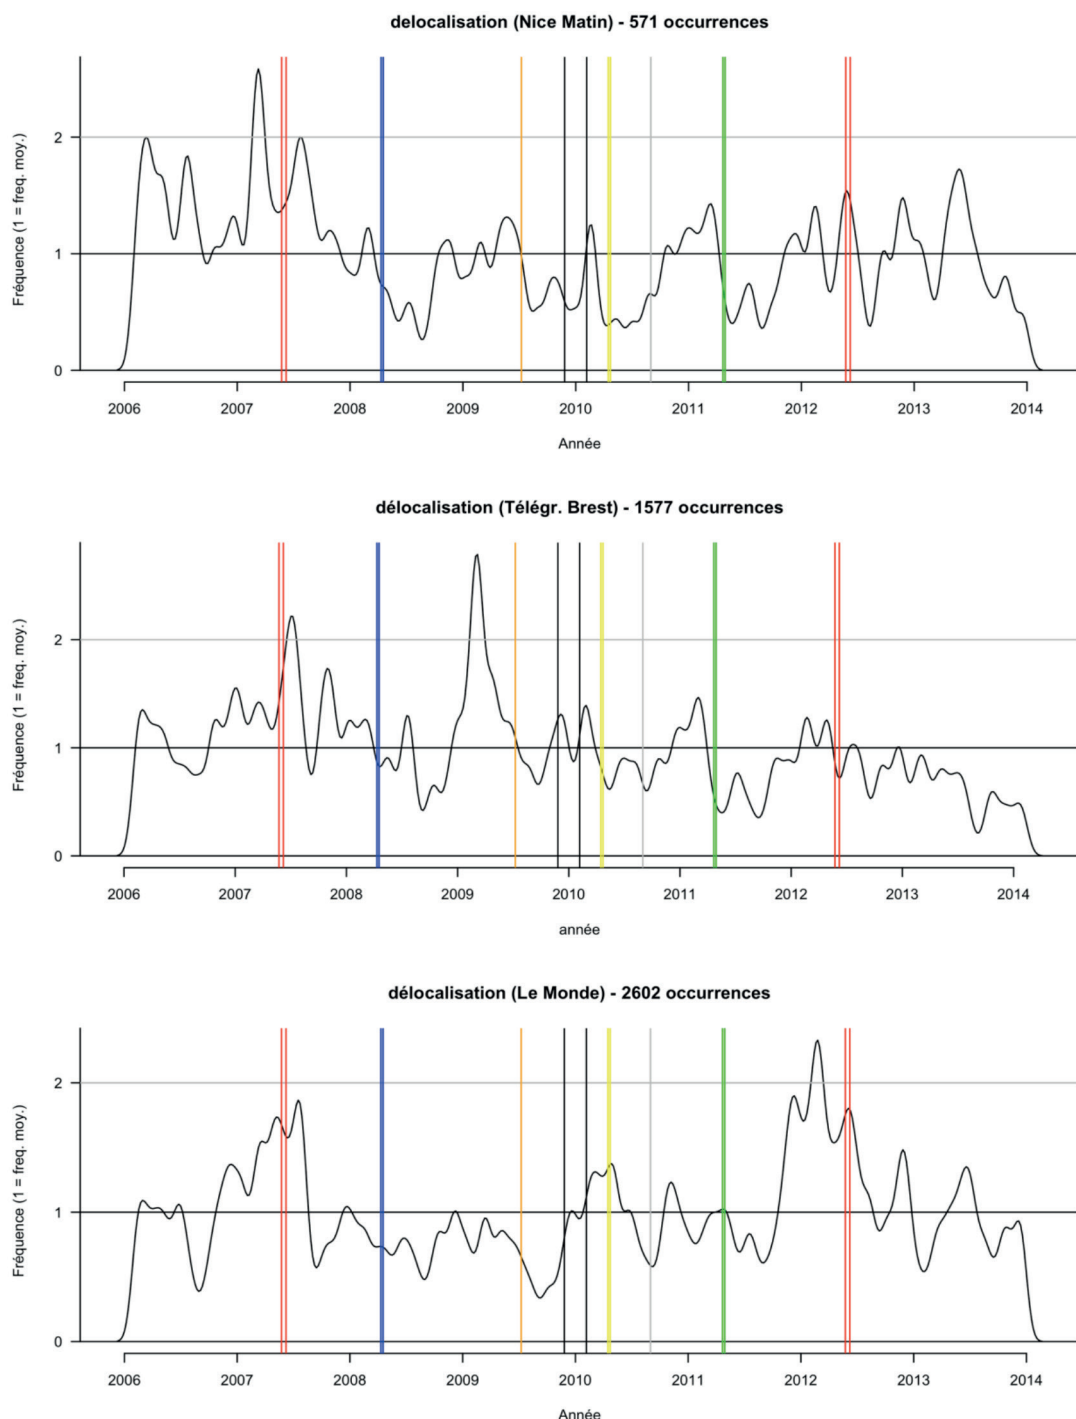 delocalisation (Nice Matin) - 571 occurrences
Fréquence (1 = freq. moy.)
2
1
0
2006 2007 2008 2009 2010 2011 2012 2013 2014
Année
délocalisation (Télégr. Brest) - 1577 occurrences
Fréquence (1 = freq. moy.)
2
1
0
2006 2007 2008 2009 2010 2011 2012 2013 2014
année
délocalisation (Le Monde) - 2602 occurrences
Fréquence (1 = freq. moy.)
2
1
0
2006 2007 2008 2009 2010 2011 2012 2013 2014
Année